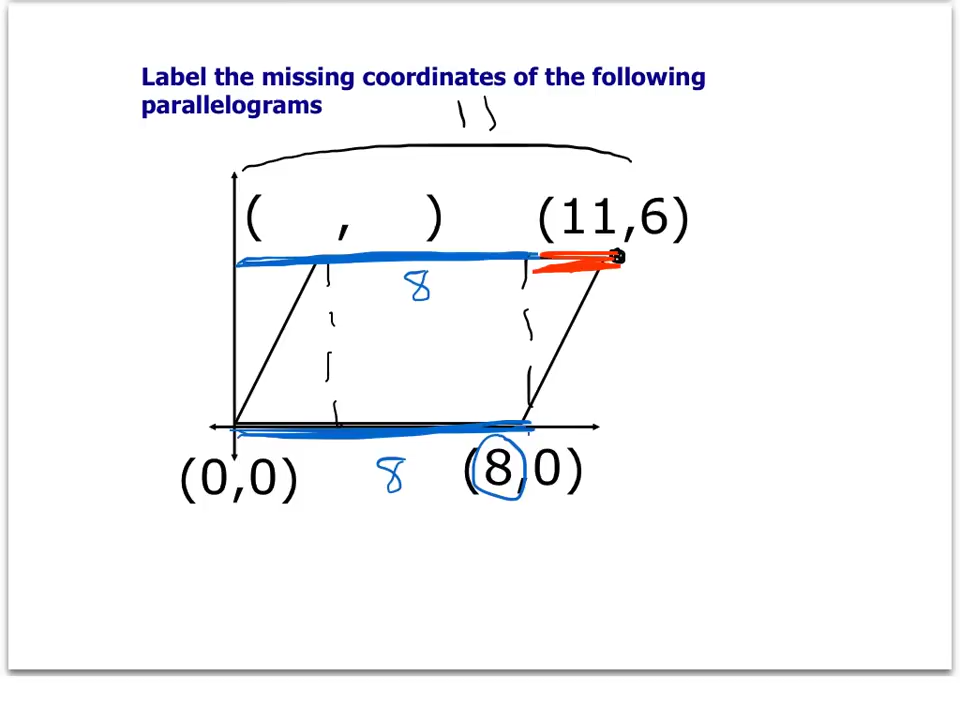 Label the missing coordinates of the following
parallelograms
11
( , ) (11,6)
8
(0,0) 8 (8,0)